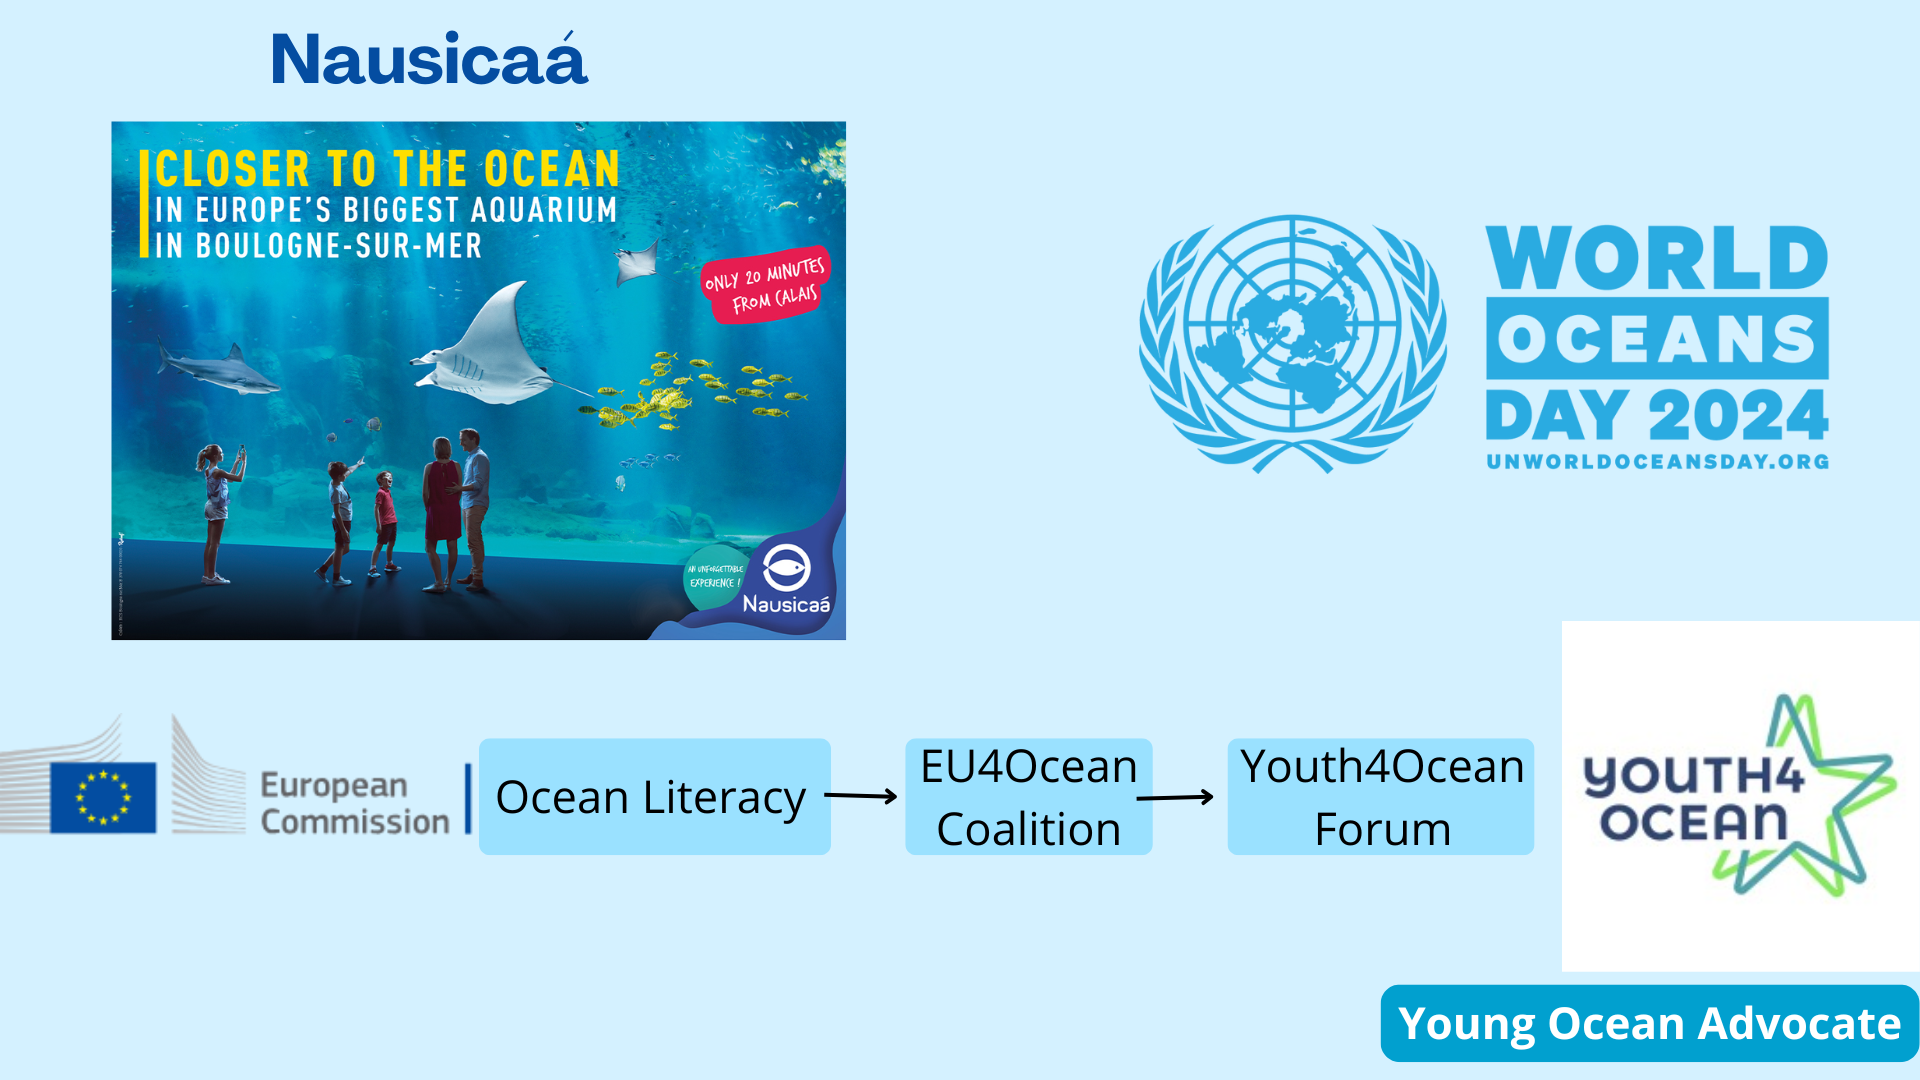 Nausicaá
CLOSER TO THE OCEAN
IN EUROPE'S BIGGEST AQUARIUM
IN BOULOGNE-SUR-MER
ONLY 20 MINUTES
FROM CALAIS
AN UNFORGETTABLE
EXPERIENCE !
Nausicaá
WORLD
OCEANS
DAY 2024
UNWORLDOCEANSDAY.ORG
European
Commission
Ocean Literacy
EU4Ocean
Coalition
Youth4Ocean
Forum
YOUTH4
OCEAN
Young Ocean Advocate